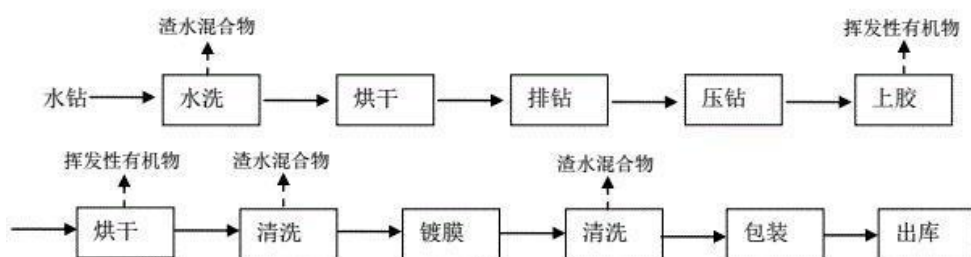 渣水混合物 挥发性有机物
水钻 水洗 烘干 排钻 压钻 上胶
挥发性有机物 渣水混合物 渣水混合物
烘干 清洗 镀膜 清洗 包装 出库